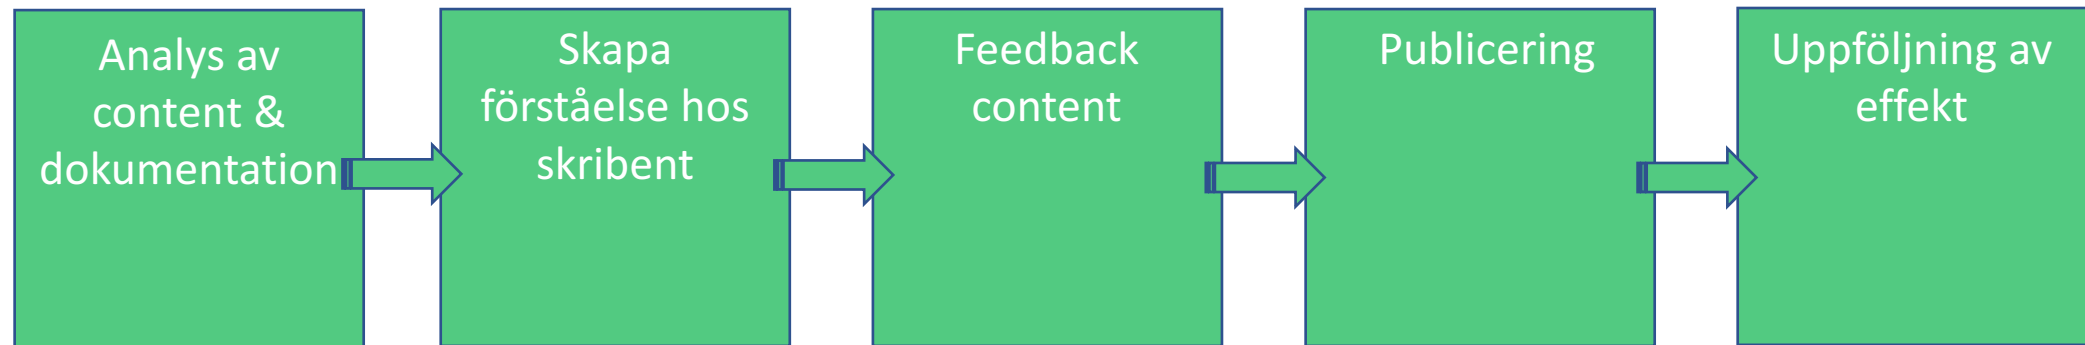 Analys av
content &
dokumentation
Skapa
förståelse hos
skribent
Feedback
content
Publicering
Uppföljning av
effekt